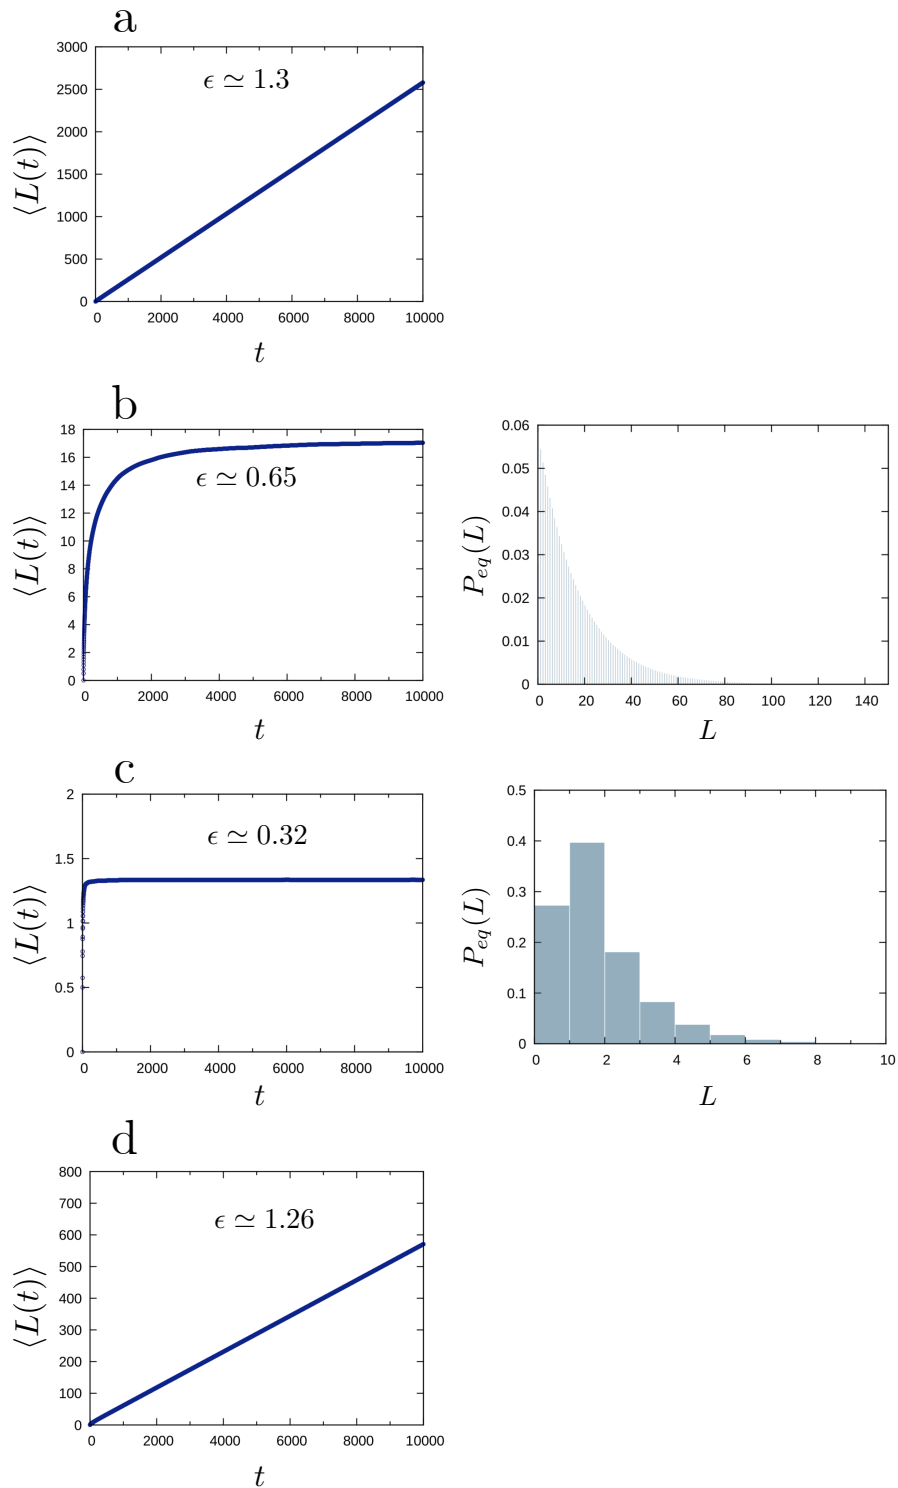 a
3000
2500
2000
1500
1000
500
0
⟨L(t)⟩
ϵ ≃ 1.3
0 2000 4000 6000 8000 10000
t
b
18
16
14
12
10
8
6
4
2
0
⟨L(t)⟩
ϵ ≃ 0.65
0 2000 4000 6000 8000 10000
t
0.06
0.05
0.04
0.03
0.02
0.01
0
P_{eq}(L)
0 20 40 60 80 100 120 140
L
c
2
1.5
1
0.5
0
⟨L(t)⟩
ϵ ≃ 0.32
0 2000 4000 6000 8000 10000
t
0.5
0.4
0.3
0.2
0.1
0
P_{eq}(L)
0 2 4 6 8 10
L
d
800
700
600
500
400
300
200
100
0
⟨L(t)⟩
ϵ ≃ 1.26
0 2000 4000 6000 8000 10000
t